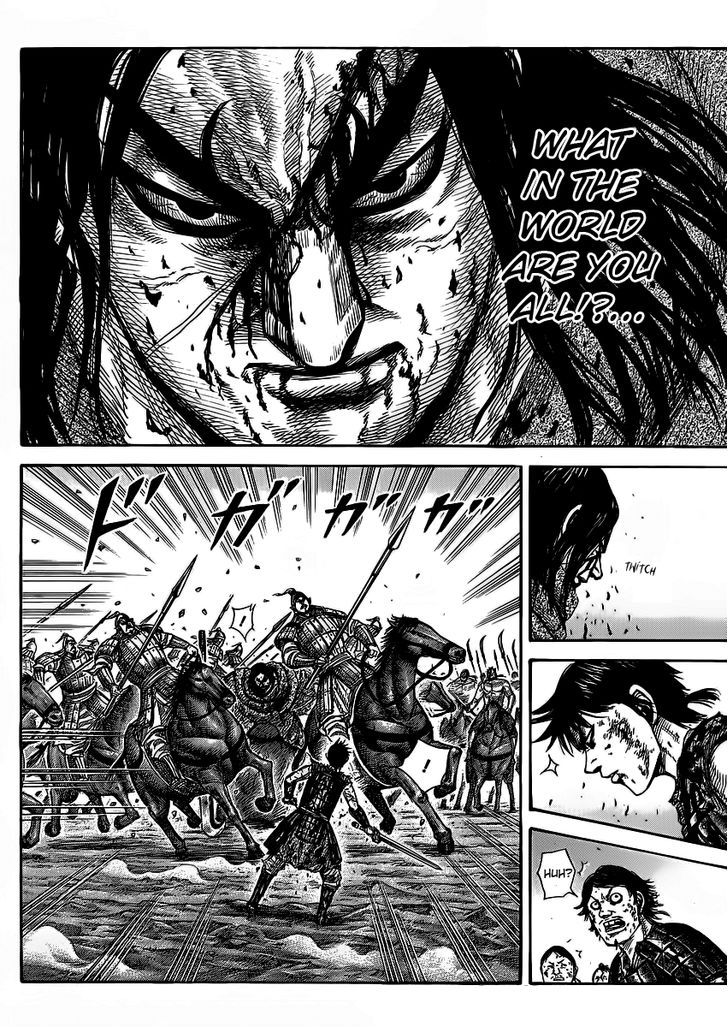 WHAT
IN THE
WORLD
ARE YOU
ALL!?...
ドガガガ
TWITCH
!
!
!
HUH?